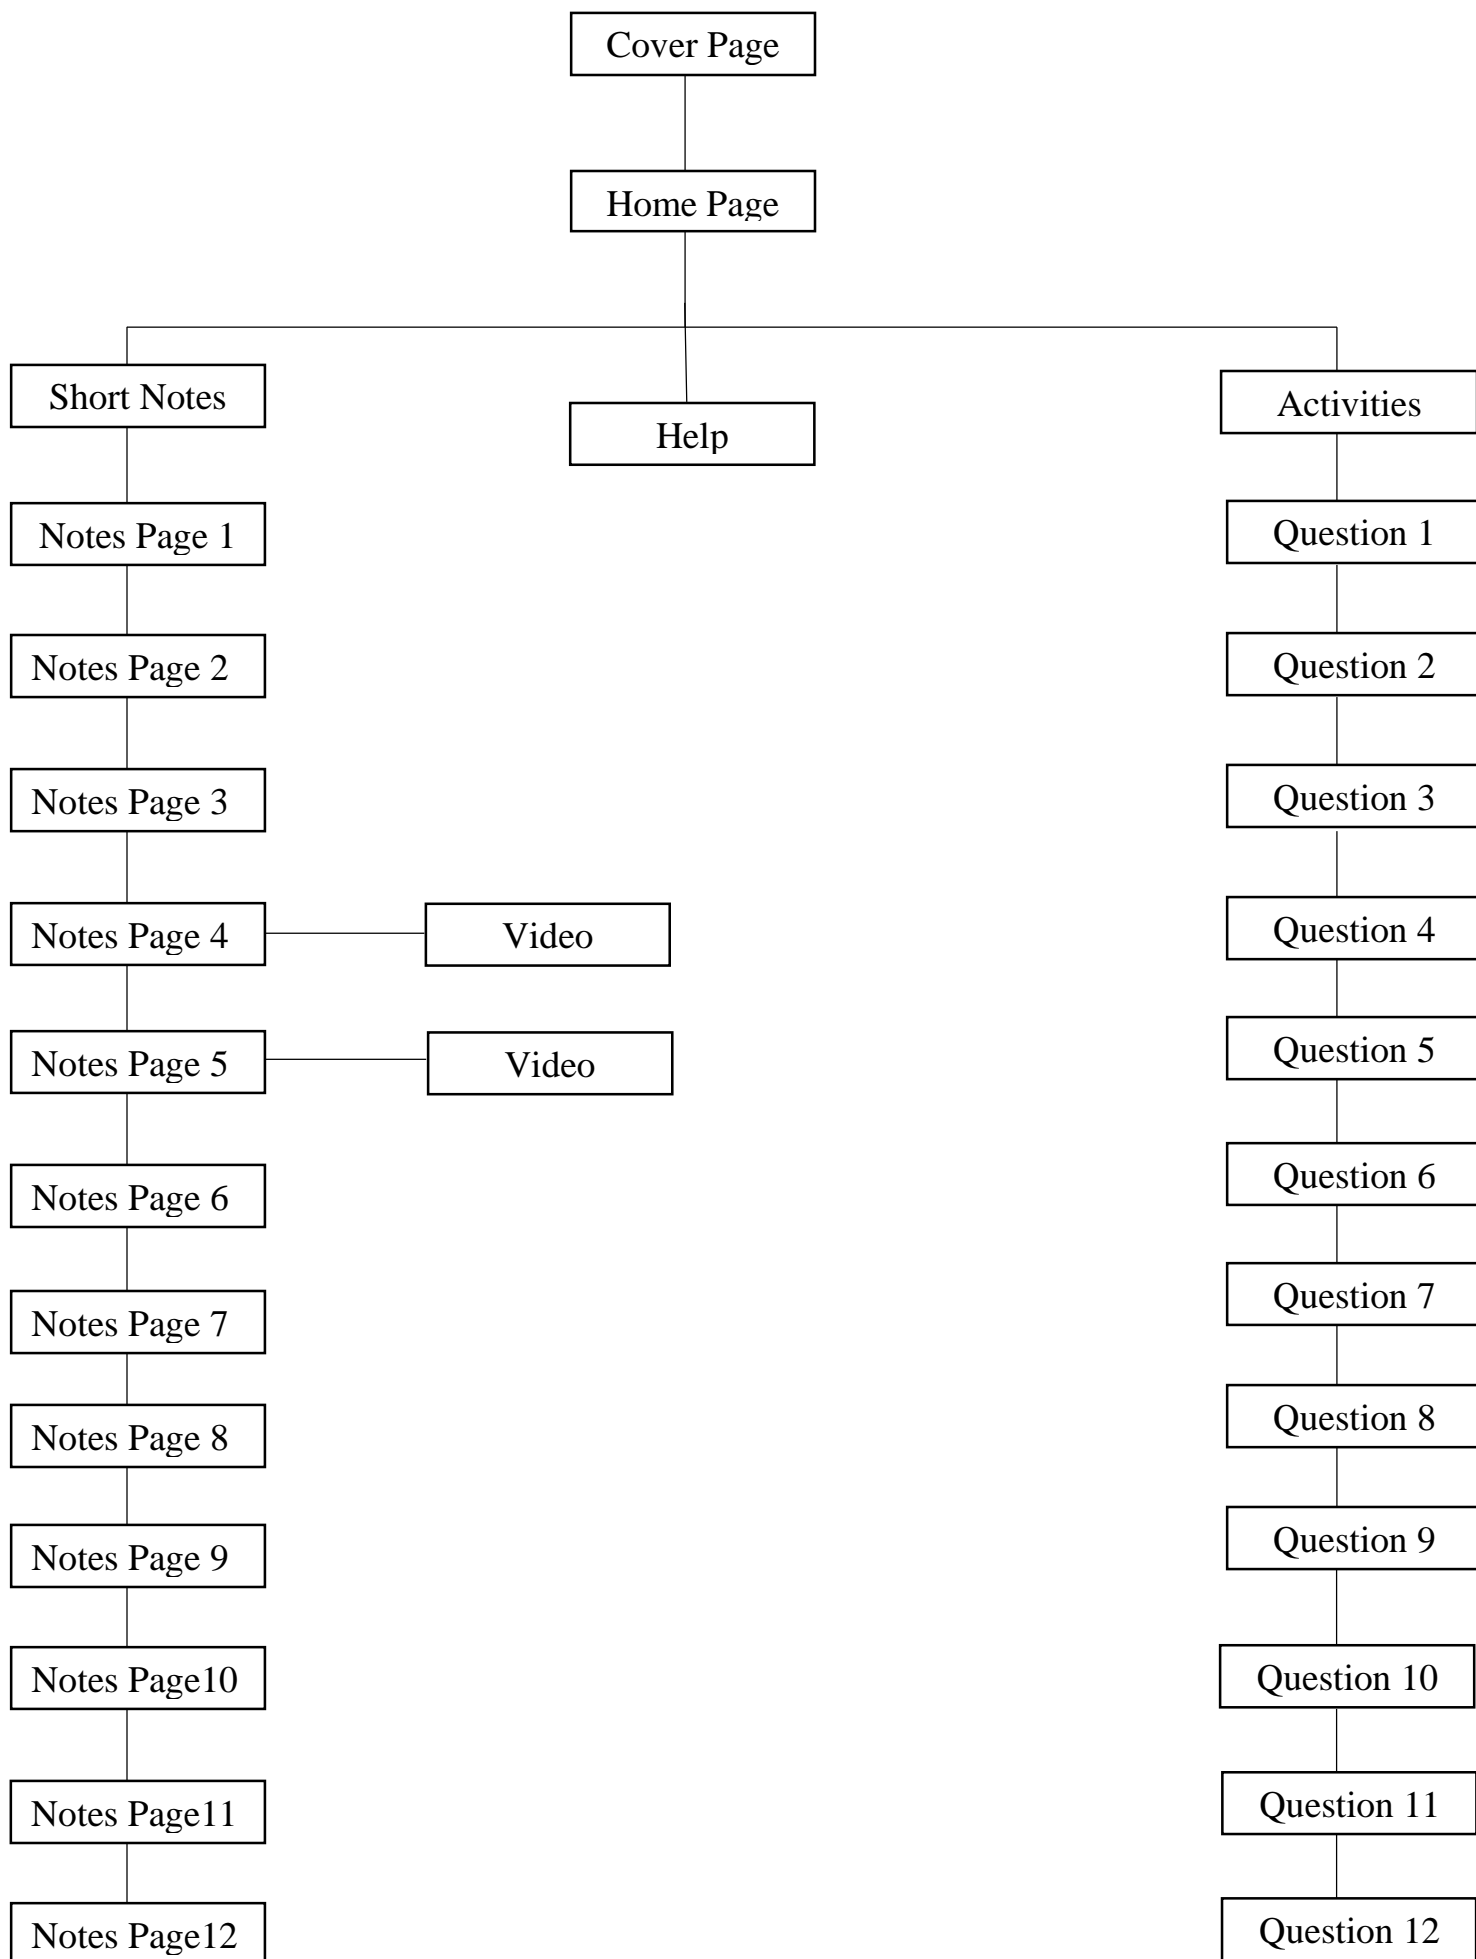 Cover Page
Home Page
Short Notes
Help
Activities
Notes Page 1
Notes Page 2
Notes Page 3
Notes Page 4
Video
Notes Page 5
Video
Notes Page 6
Notes Page 7
Notes Page 8
Notes Page 9
Notes Page10
Notes Page11
Notes Page12
Question 1
Question 2
Question 3
Question 4
Question 5
Question 6
Question 7
Question 8
Question 9
Question 10
Question 11
Question 12